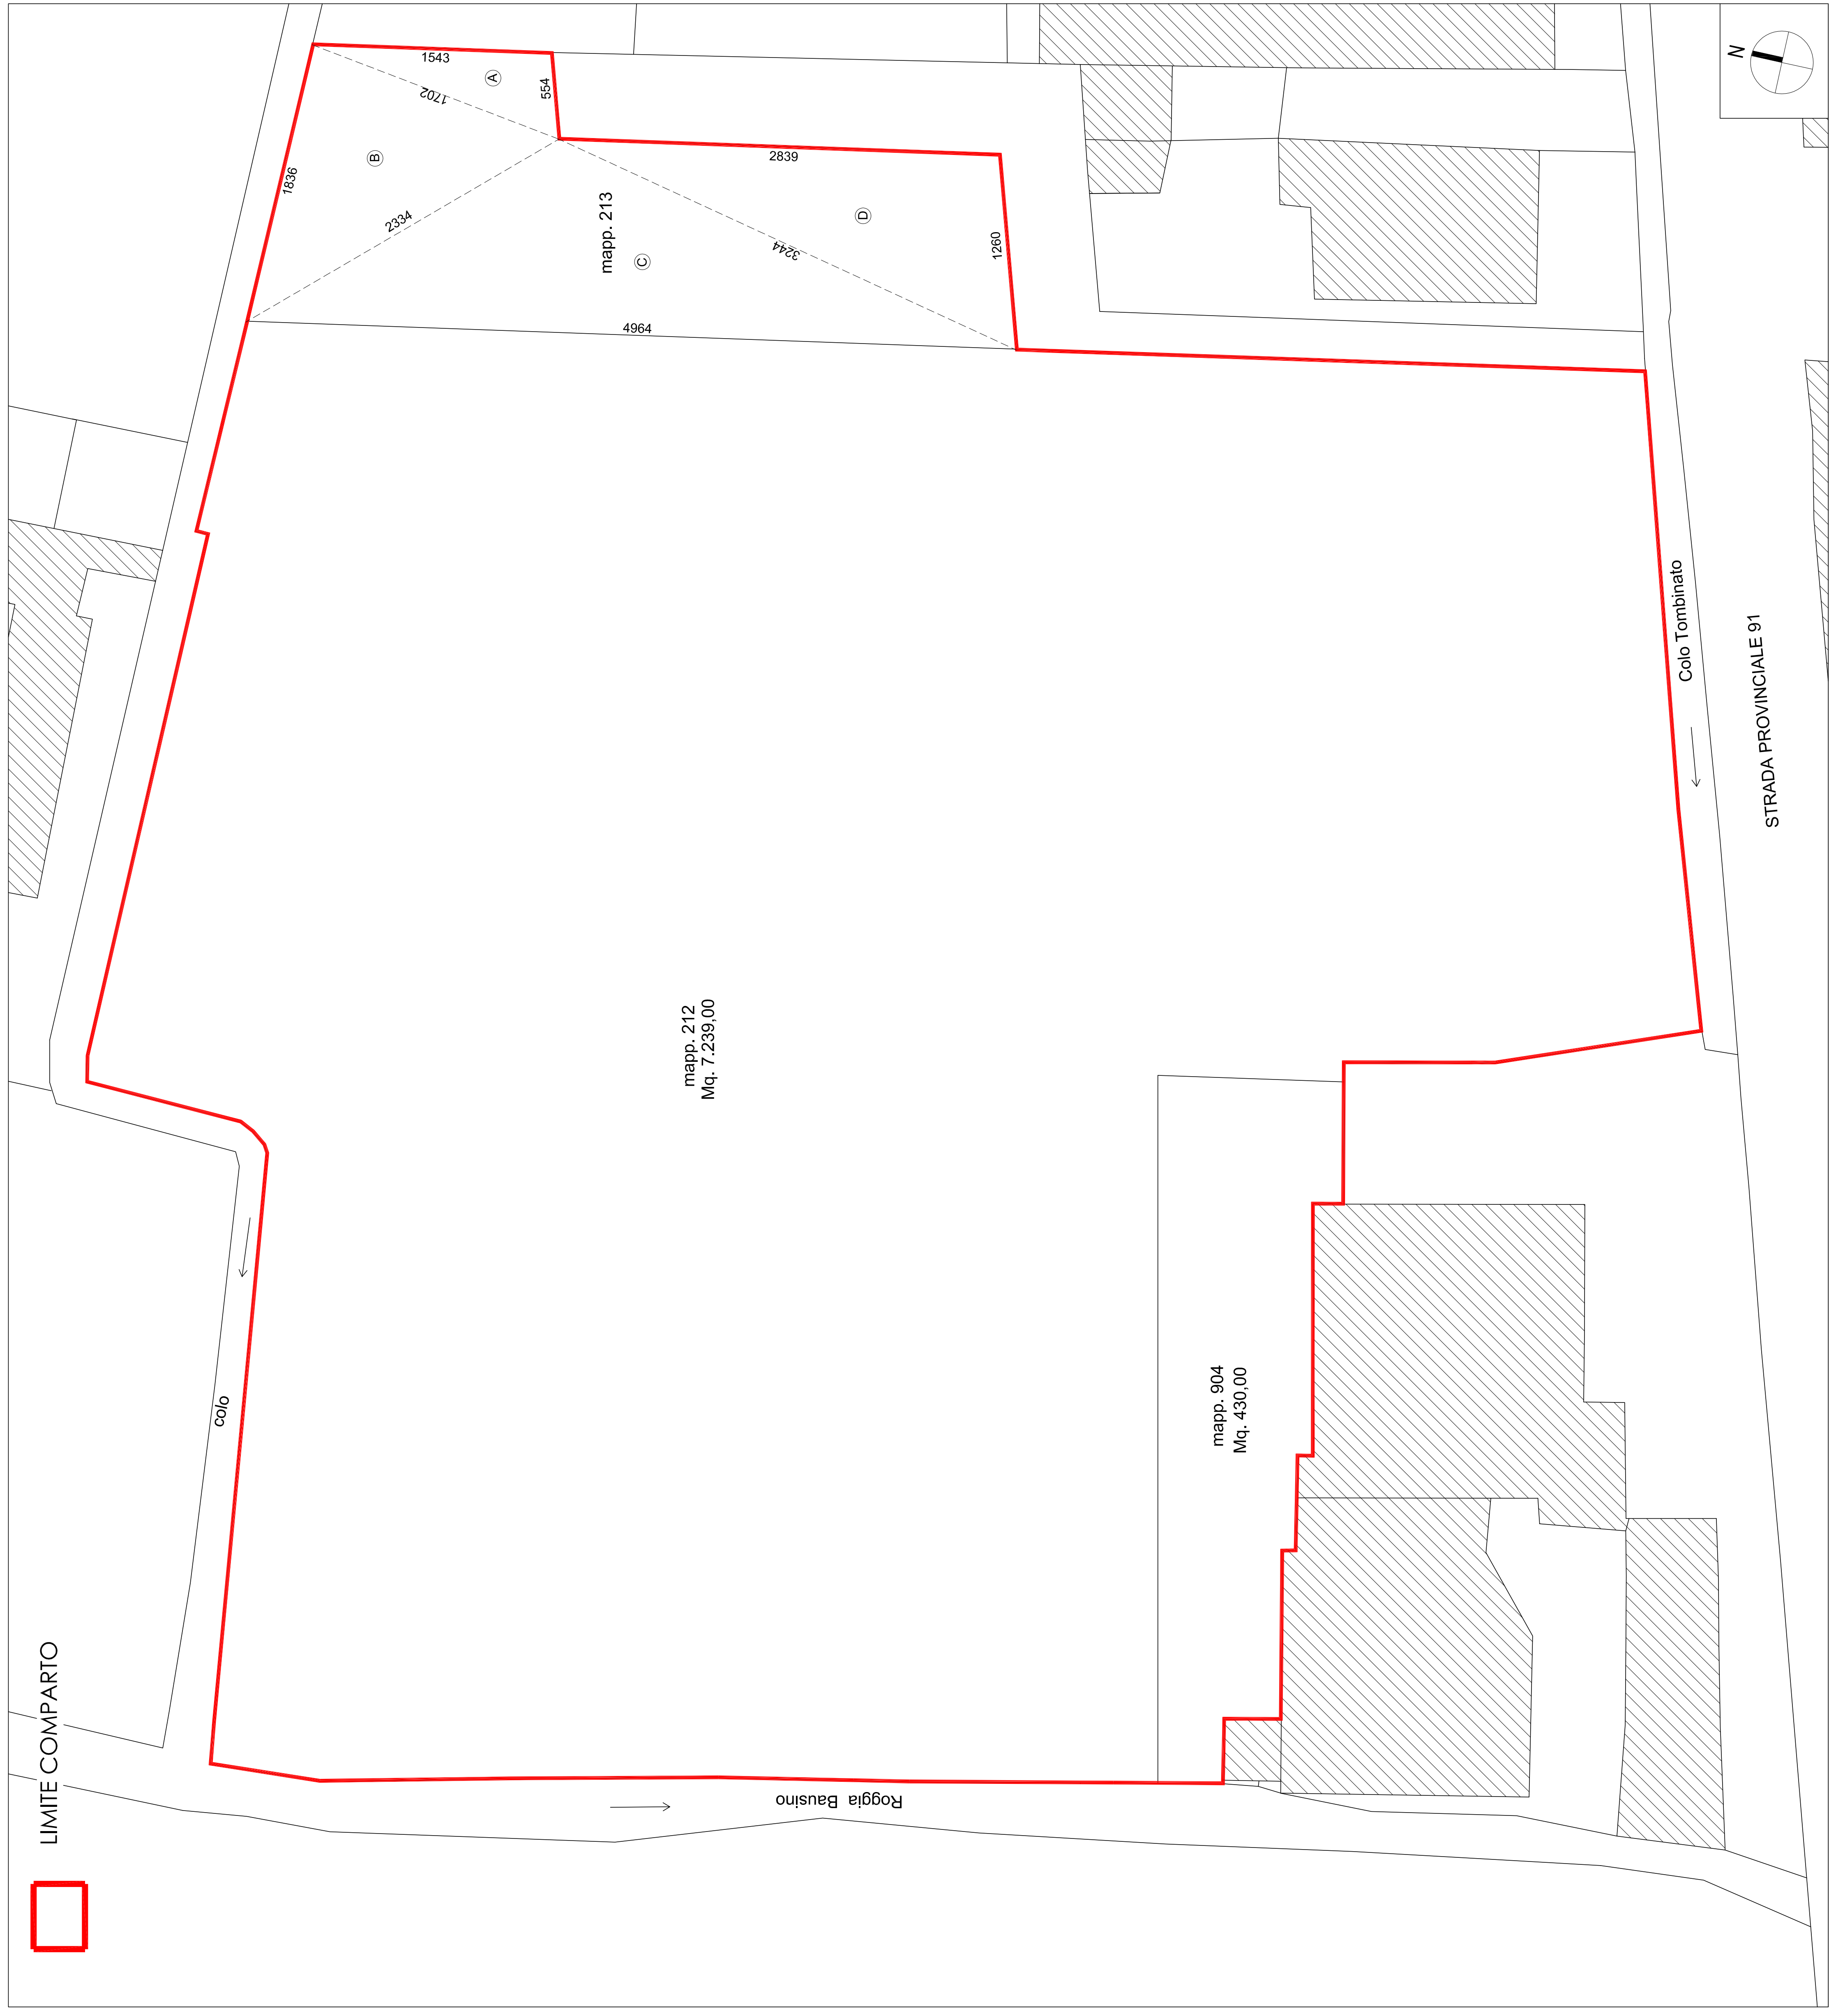 N
1543
A
554
1702
B
1836
2839
2334
mapp. 213
D
C
3244
1260
4964
Colo Tombinato
STRADA PROVINCIALE 91
mapp. 212
Mq. 7.239,00
colo
mapp. 904
Mq. 430,00
Roggia Bausino
LIMITE COMPARTO